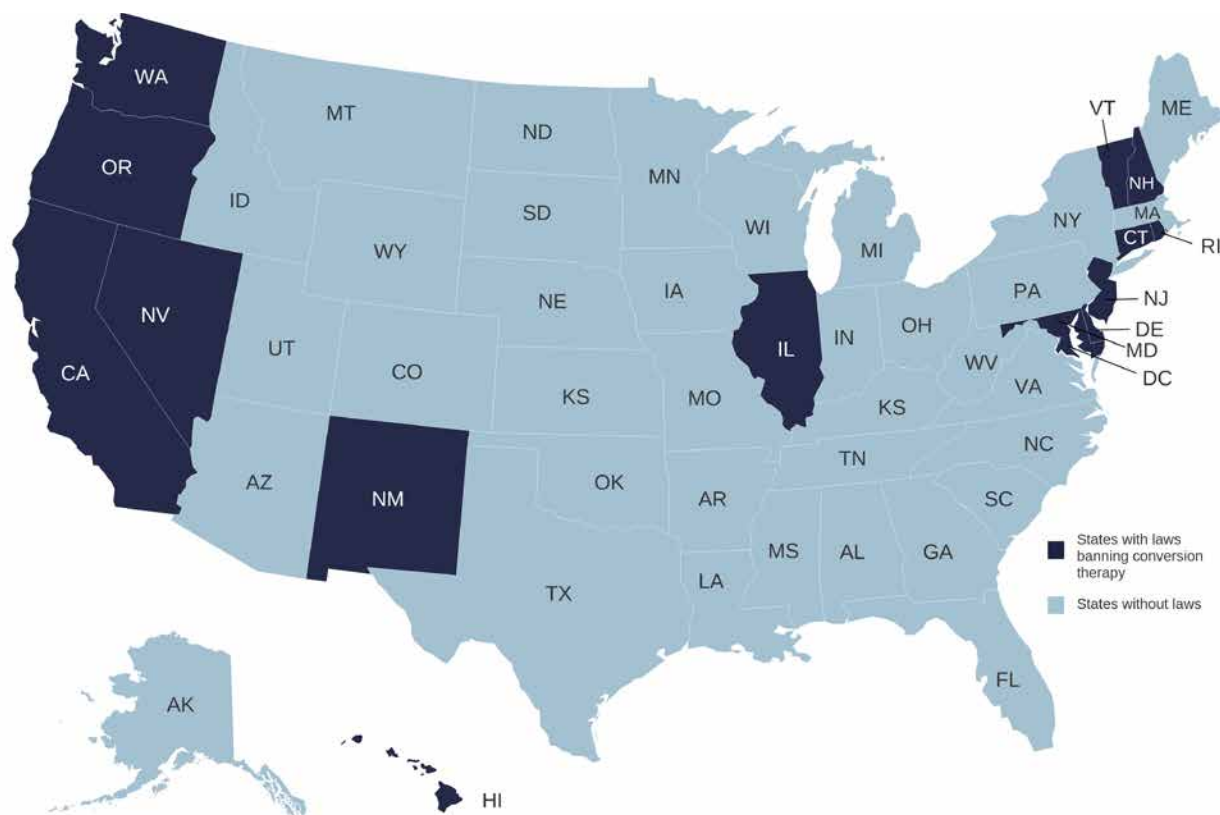 WA
MT
ND
MN
VT
ME
OR
ID
SD
WI
NH
WY
MI
NY
MA
CT
RI
NV
NE
IA
PA
NJ
UT
CO
IL
IN
OH
DE
MD
DC
CA
KS
MO
WV
VA
KS
AZ
NM
OK
TN
NC
AR
SC
MS
AL
GA
TX
LA
States with laws
banning conversion
therapy
States without laws
FL
AK
HI